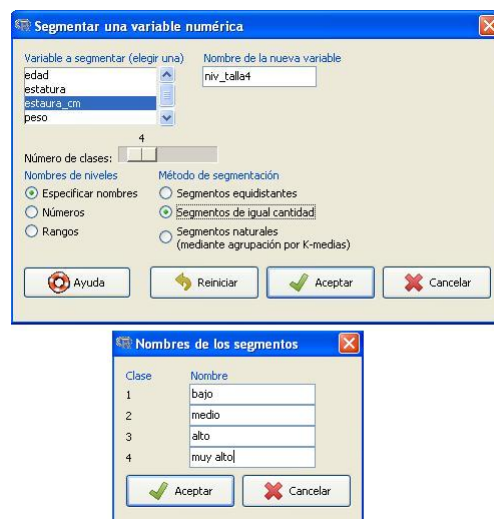 Segmentar una variable numérica
Variable a segmentar (elegir una)
Nombre de la nueva variable
edad
estatura
estaura_cm
peso
niv_talla4
4
Número de clases:
Nombres de niveles
Método de segmentación
Especificar nombres
Segmentos equidistantes
Números
Segmentos de igual cantidad
Rangos
Segmentos naturales
(mediante agrupación por K-medias)
Ayuda
Reiniciar
Aceptar
Cancelar
Nombres de los segmentos
Clase
Nombre
1
bajo
2
medio
3
alto
4
muy alto
Aceptar
Cancelar